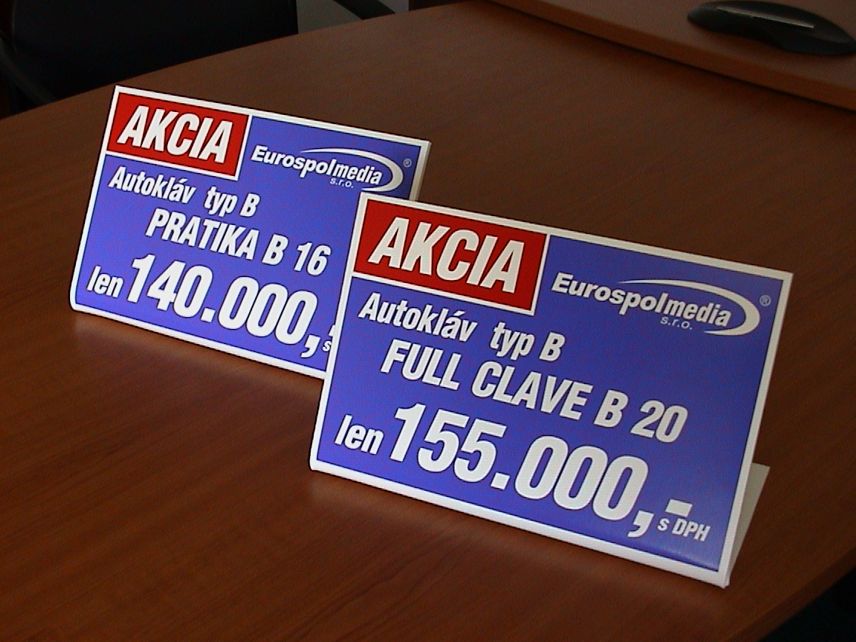 AKCIA
Eurospolmedia ®
s.r.o.
Autokláv typ B
PRATIKA B 16
len 140.000,-
s
AKCIA
Eurospolmedia ®
s.r.o.
Autokláv typ B
FULL CLAVE B 20
len 155.000,-
s DPH